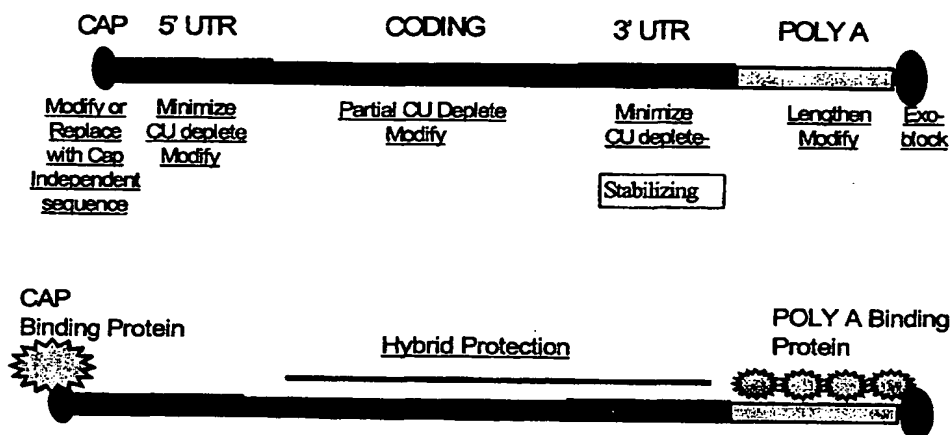 CAP 5' UTR CODING 3' UTR POLY A
Modify or
Replace
with Cap
Independent
sequence
Minimize
CU deplete
Modify
Partial CU Deplete
Modify
Minimize
CU deplete-
Stabilizing
Lengthen
Modify
Exo-
block
CAP
Binding Protein
Hybrid Protection
POLY A Binding
Protein